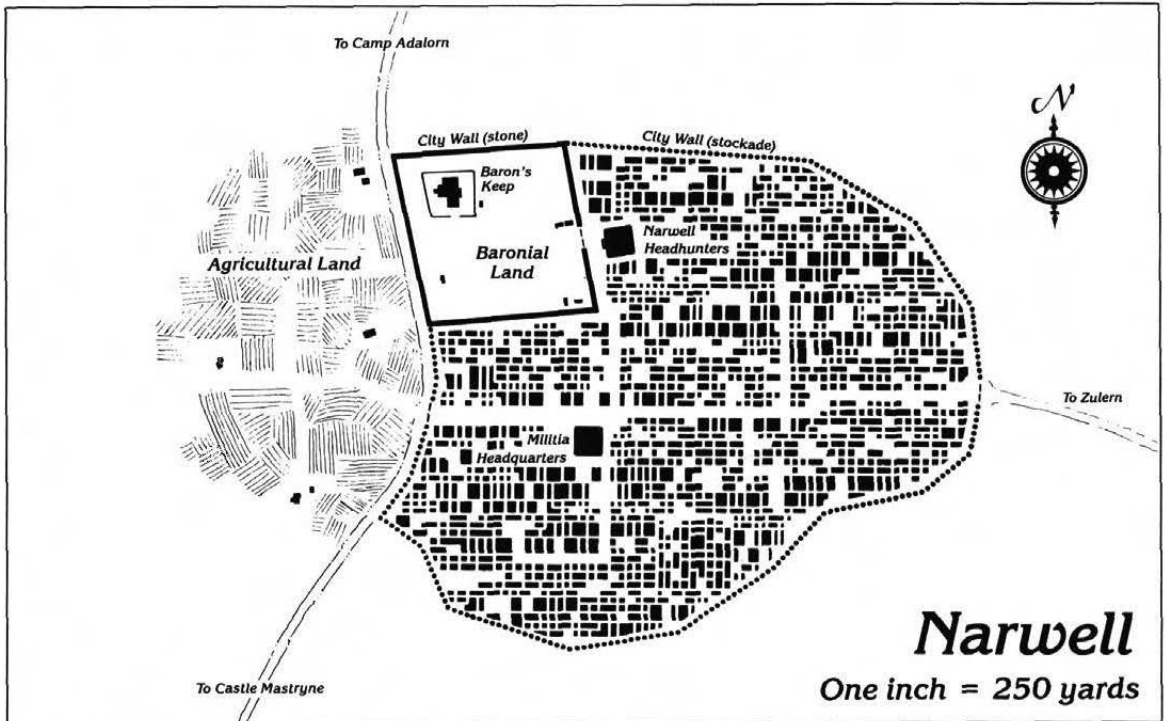 To Camp Adalorn
N
City Wall (stone)
City Wall (stockade)
Baron's
Keep
Narwell
Headhunters
Baronial
Land
Agricultural Land
To Zulern
Militia
Headquarters
Narwell
To Castle Mastryne
One inch = 250 yards